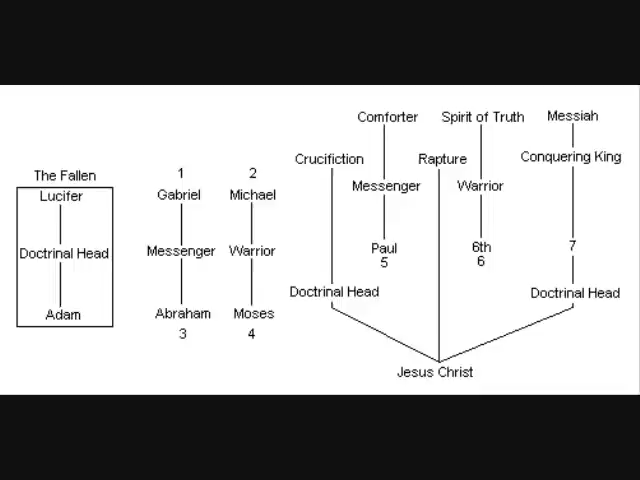 Comforter
Spirit of Truth
Messiah
Crucifiction
Rapture
Conquering King
The Fallen
1
2
Lucifer
Gabriel
Michael
Messenger
Warrior
Doctrinal Head
Messenger
Warrior
Paul
5
6th
6
7
Doctrinal Head
Doctrinal Head
Adam
Abraham
3
Moses
4
Jesus Christ